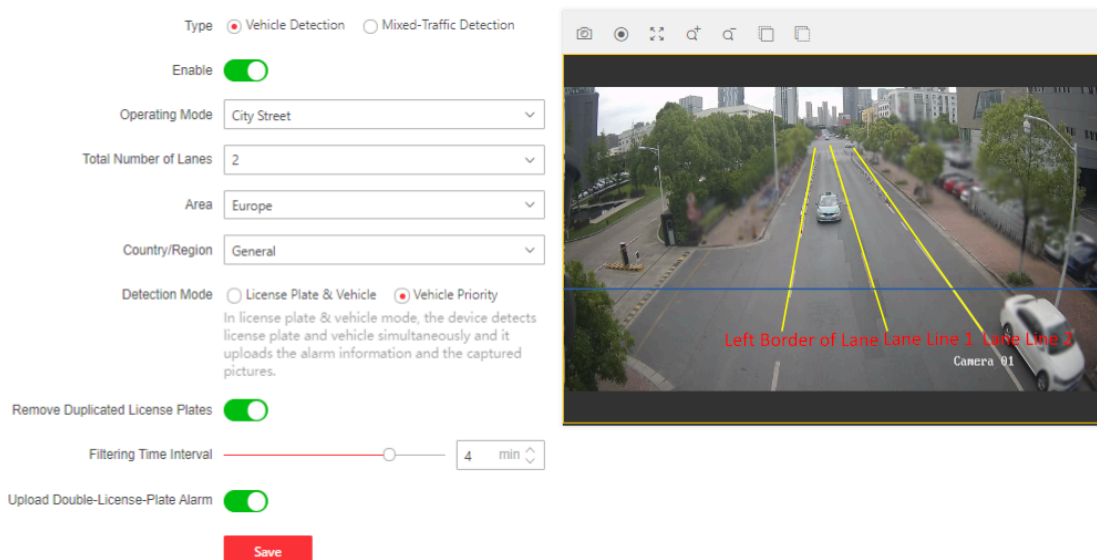 Type Vehicle Detection Mixed-Traffic Detection
Enable
Operating Mode City Street
Total Number of Lanes 2
Area Europe
Country/Region General
Detection Mode License Plate & Vehicle Vehicle Priority
In license plate & vehicle mode, the device detects
license plate and vehicle simultaneously and it
uploads the alarm information and the captured
pictures.
Remove Duplicated License Plates
Filtering Time Interval 4 min
Upload Double-License-Plate Alarm
Save
Left Border of Lane Lane Line 1 Lane Line 2
Camera 01